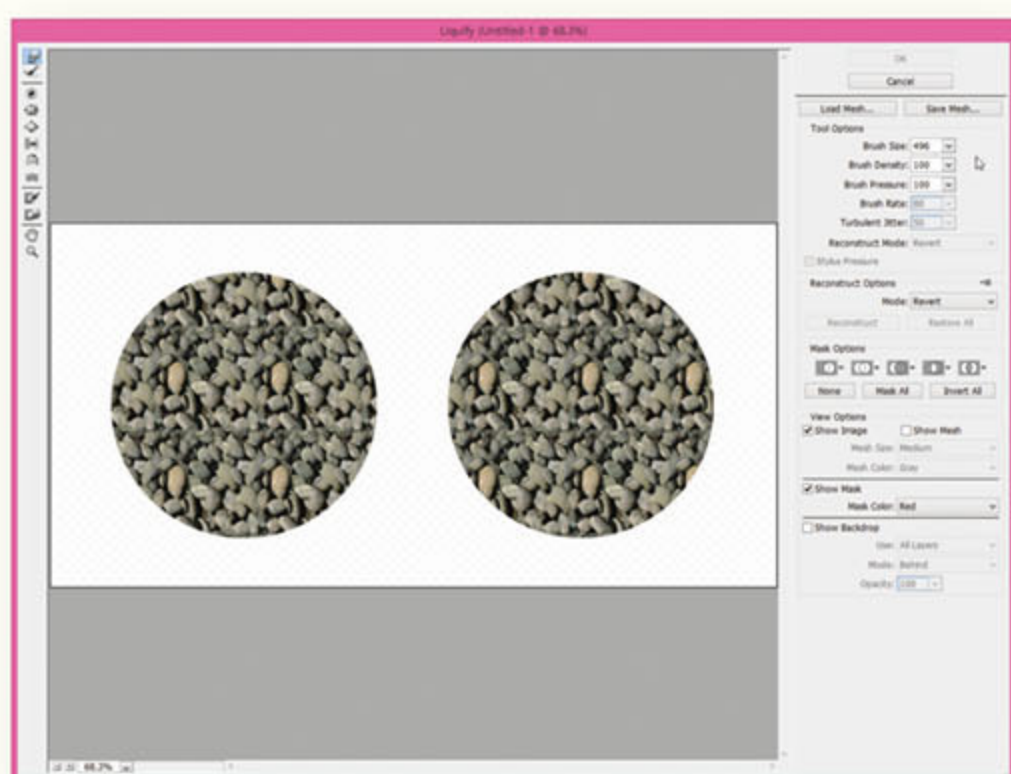 Liquify (Untitled-1 @ 68.3%)
OK
Cancel
Load Mesh... Save Mesh...
Tool Options
Brush Size: 496
Brush Density: 100
Brush Pressure: 100
Brush Rate: 80
Turbulent Jitter: 50
Reconstruct Mode: Revert
Stylus Pressure
Reconstruct Options
Mode: Revert
Reconstruct Restore All
Mask Options
None Mask All Invert All
View Options
Show Image Show Mesh
Mesh Size: Medium
Mesh Color: Gray
Show Mask
Mask Color: Red
Show Backdrop
Use: All Layers
Mode: Behind
Opacity: 100
68.3%